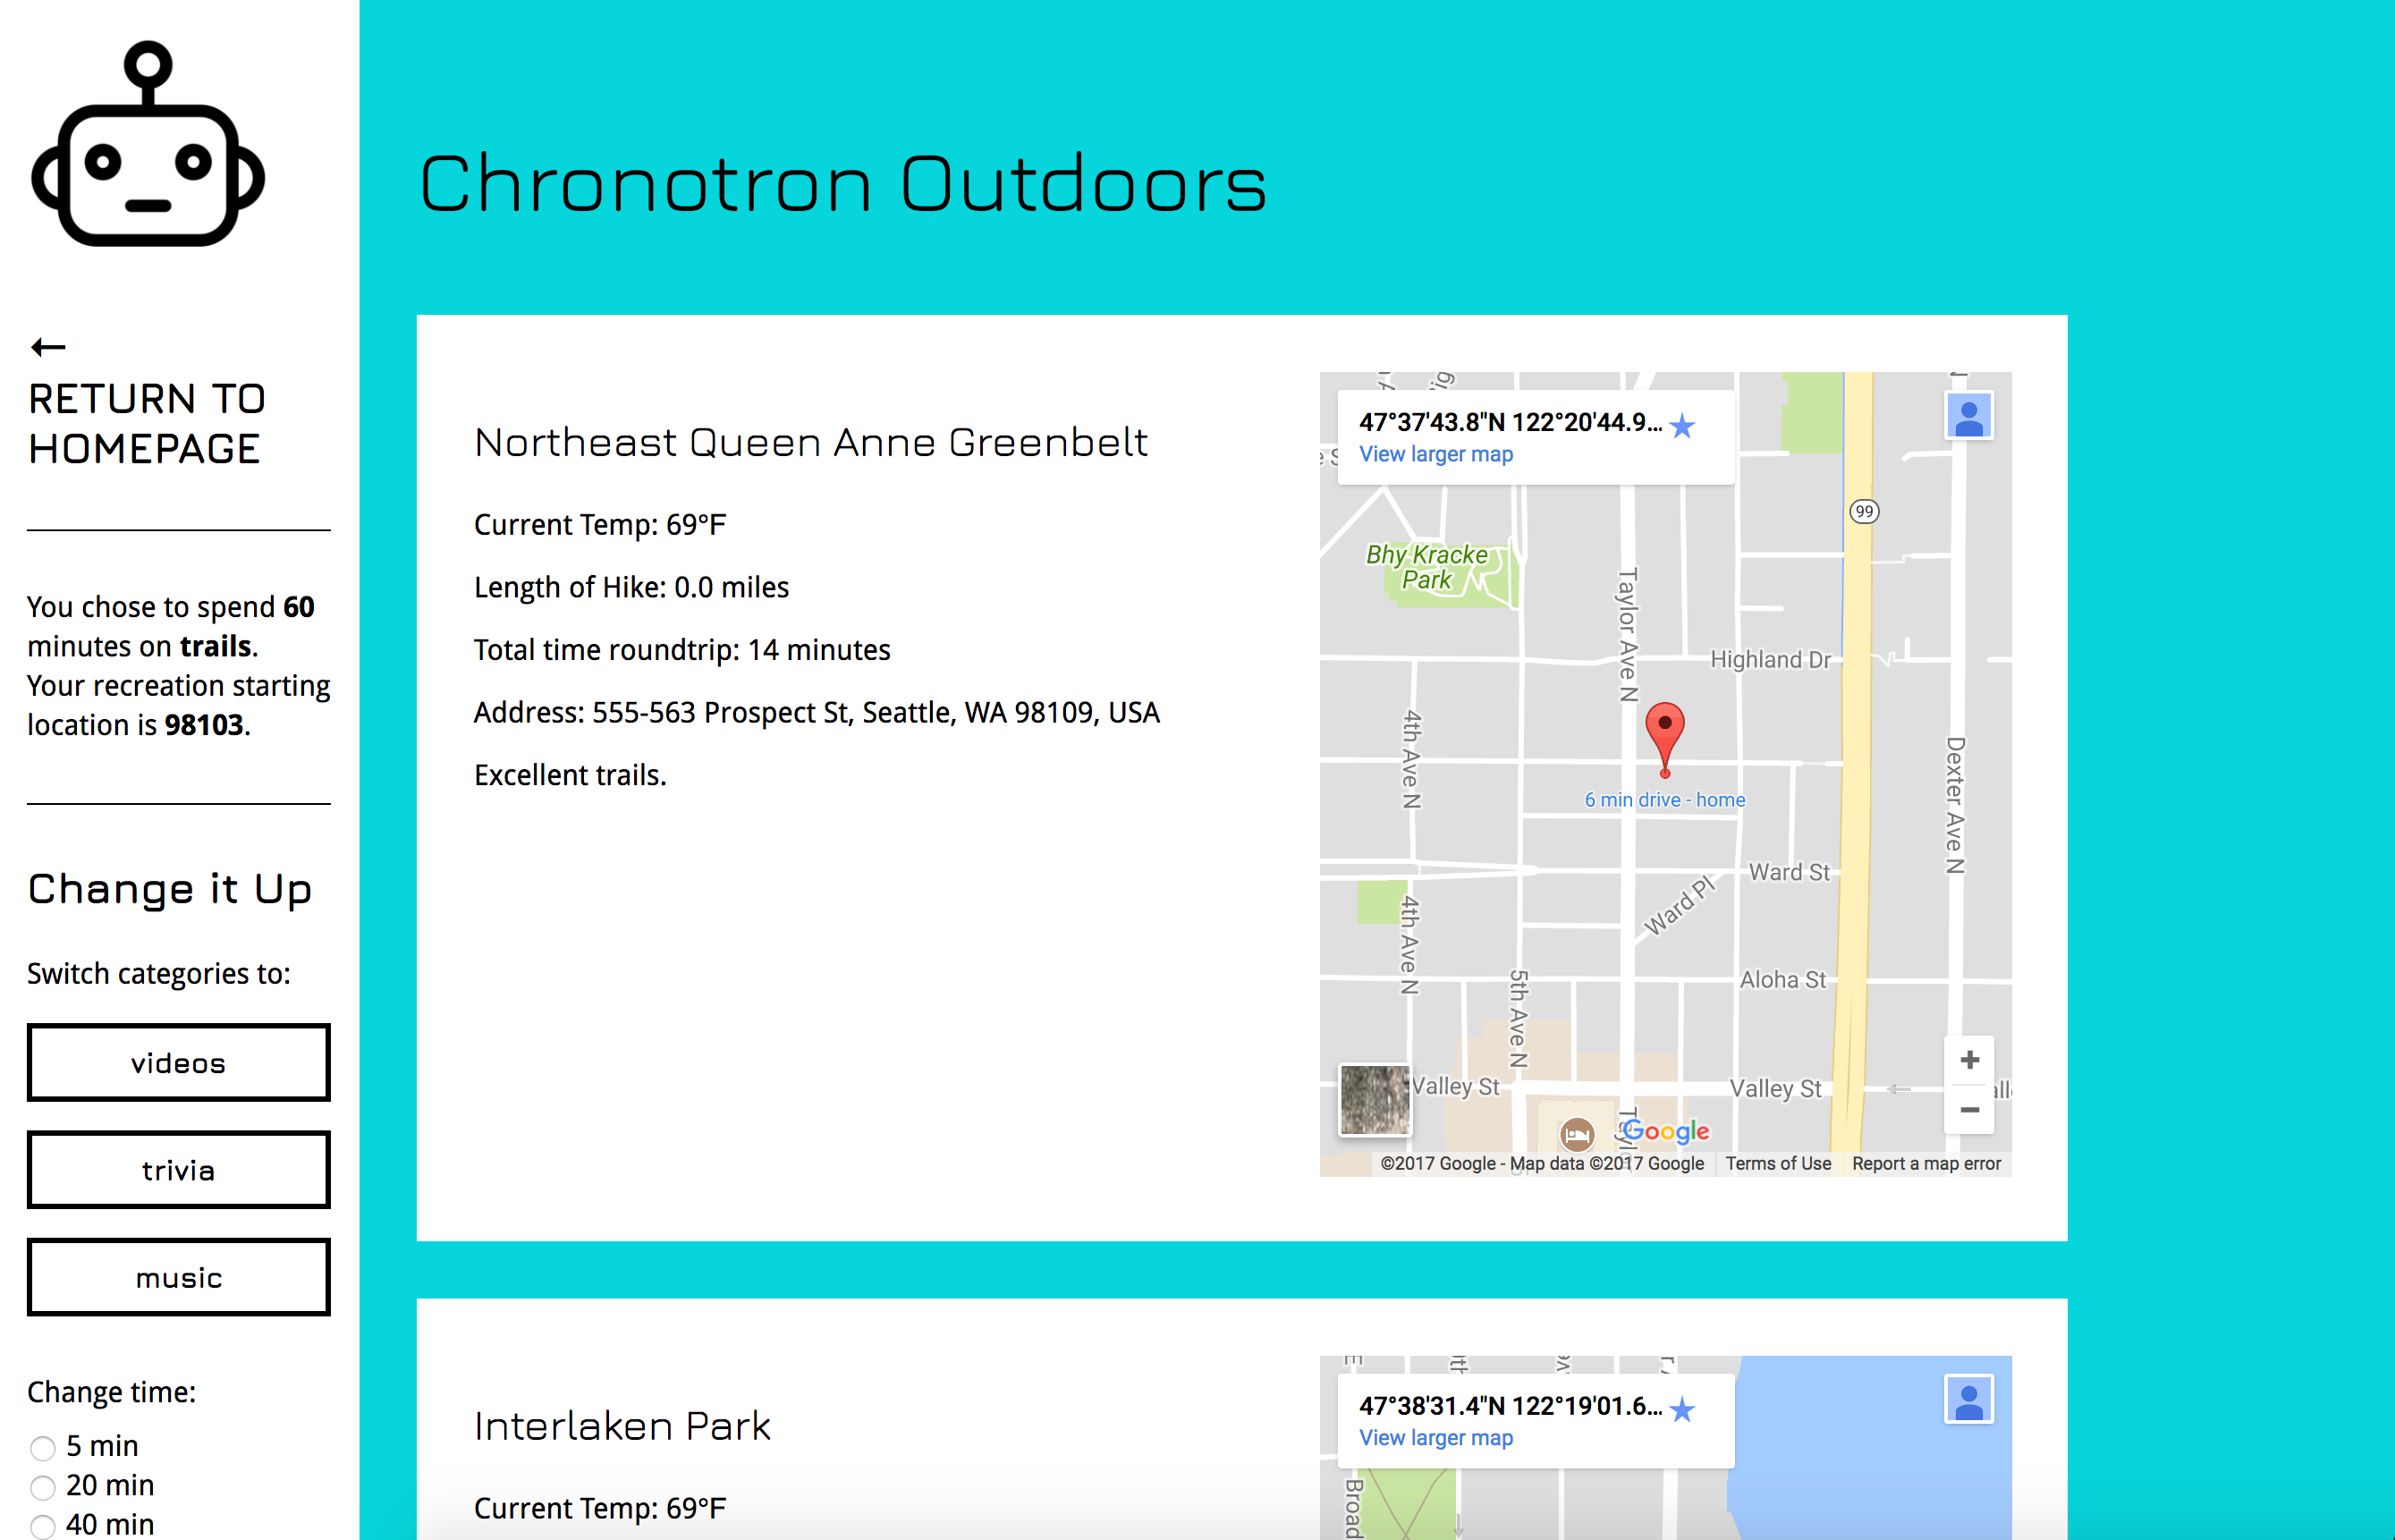 ←
RETURN TO
HOMEPAGE
You chose to spend 60
minutes on trails.
Your recreation starting
location is 98103.
Change it Up
Switch categories to:
videos
trivia
music
Change time:
5 min
20 min
40 min
Chronotron Outdoors
Northeast Queen Anne Greenbelt
Current Temp: 69°F
Length of Hike: 0.0 miles
Total time roundtrip: 14 minutes
Address: 555-563 Prospect St, Seattle, WA 98109, USA
Excellent trails.
47°37'43.8"N 122°20'44.9...
View larger map
99
Bhy Kracke
Park
Taylor Ave N
Highland Dr
4th Ave N
Dexter Ave N
6 min drive - home
Ward St
Ward Pl
4th Ave N
Aloha St
5th Ave N
Valley St
Valley St
Google
©2017 Google - Map data ©2017 Google
Terms of Use
Report a map error
Interlaken Park
Current Temp: 69°F
47°38'31.4"N 122°19'01.6...
View larger map
Broad